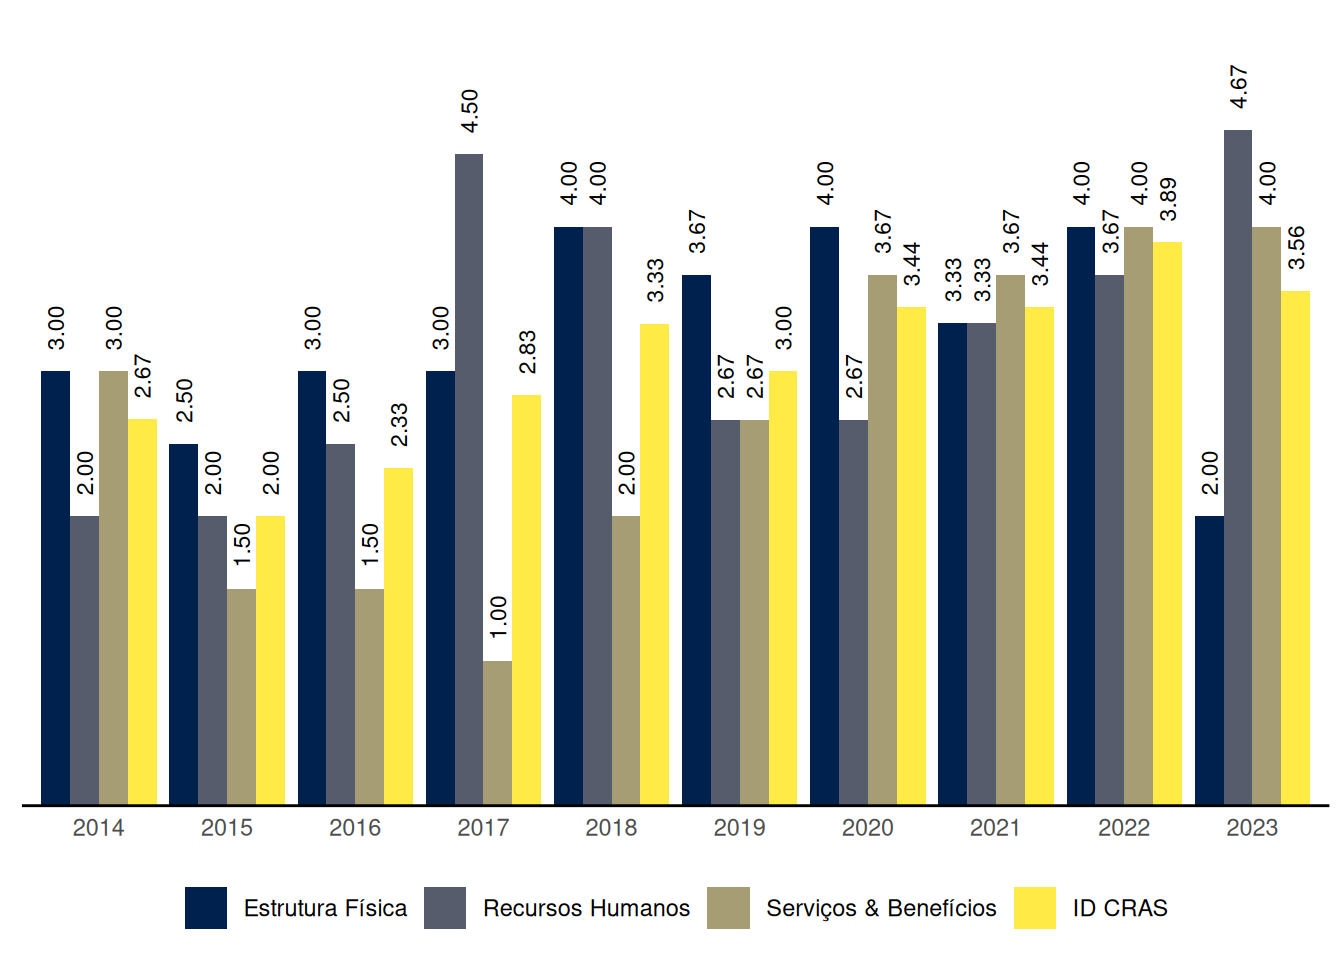 3.00 2.00 3.00 2.67
2.50 2.00 1.50 2.00
3.00 2.50 1.50 2.33
3.00 4.50 1.00 2.83
4.00 4.00 2.00 3.33
3.67 2.67 2.67 3.00
4.00 2.67 3.67 3.44
3.33 3.33 3.67 3.44
4.00 3.67 4.00 3.89
2.00 4.67 4.00 3.56
2014 2015 2016 2017 2018 2019 2020 2021 2022 2023
Estrutura Física Recursos Humanos Serviços & Benefícios ID CRAS